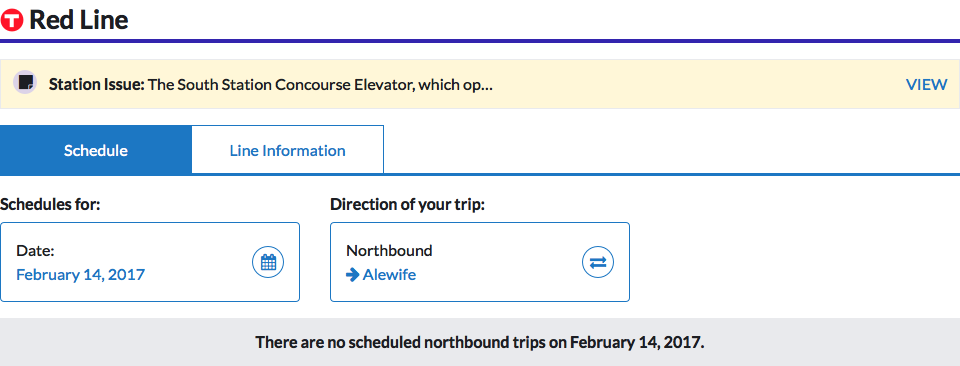 T Red Line
Station Issue: The South Station Concourse Elevator, which op...
VIEW
Schedule
Line Information
Schedules for:
Direction of your trip:
Date:
February 14, 2017
Northbound
Alewife
There are no scheduled northbound trips on February 14, 2017.